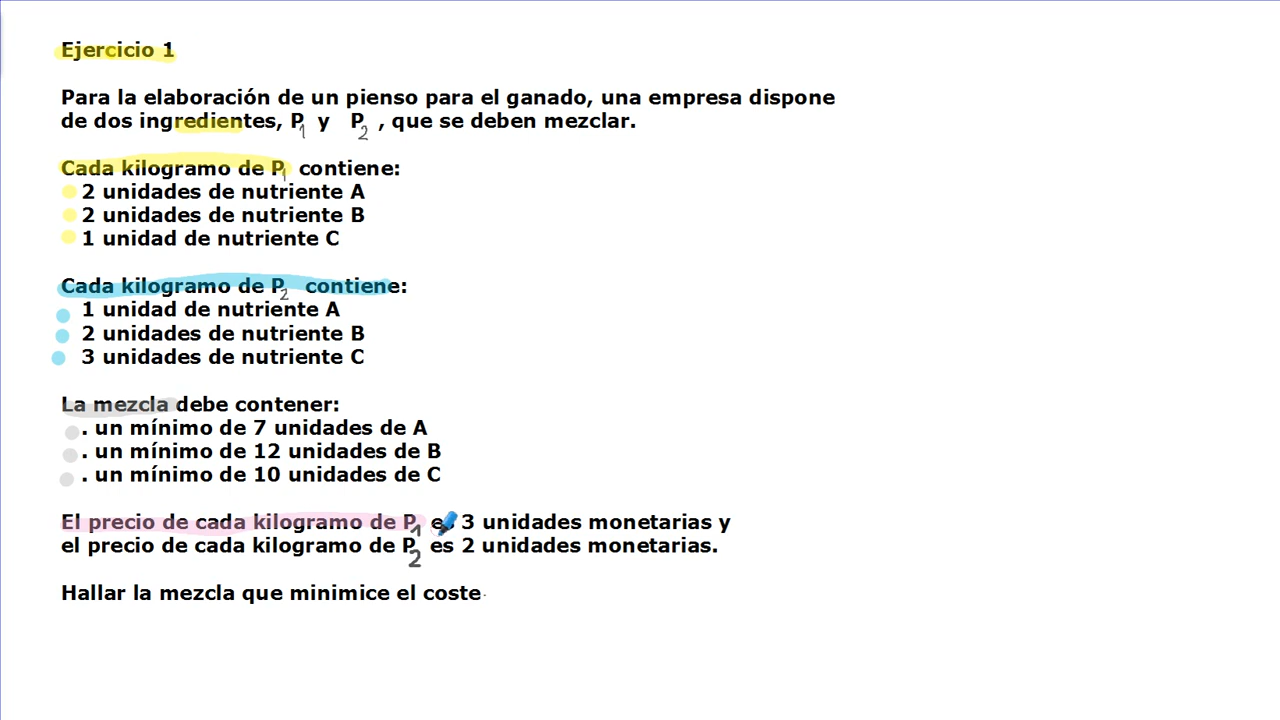 Ejercicio 1
Para la elaboración de un pienso para el ganado, una empresa dispone
de dos ingredientes, P1 y P2 , que se deben mezclar.
Cada kilogramo de P1 contiene:
2 unidades de nutriente A
2 unidades de nutriente B
1 unidad de nutriente C
Cada kilogramo de P2 contiene:
1 unidad de nutriente A
2 unidades de nutriente B
3 unidades de nutriente C
La mezcla debe contener:
. un mínimo de 7 unidades de A
. un mínimo de 12 unidades de B
. un mínimo de 10 unidades de C
El precio de cada kilogramo de P1 es 3 unidades monetarias y
el precio de cada kilogramo de P2 es 2 unidades monetarias.
Hallar la mezcla que minimice el coste.